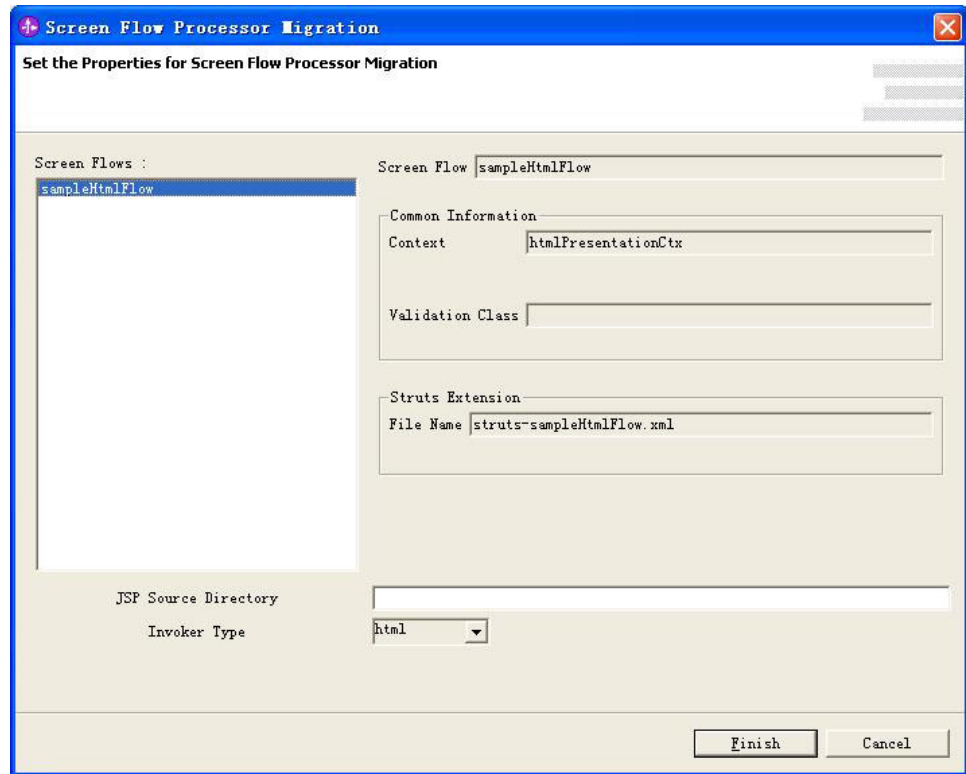 Screen Flow Processor Migration
Set the Properties for Screen Flow Processor Migration
Screen Flows :
sampleHtmlFlow
Screen Flow sampleHtmlFlow
Common Information
Context htmlPresentationCtx
Validation Class
Struts Extension
File Name struts-sampleHtmlFlow.xml
JSP Source Directory
Invoker Type html
Finish Cancel